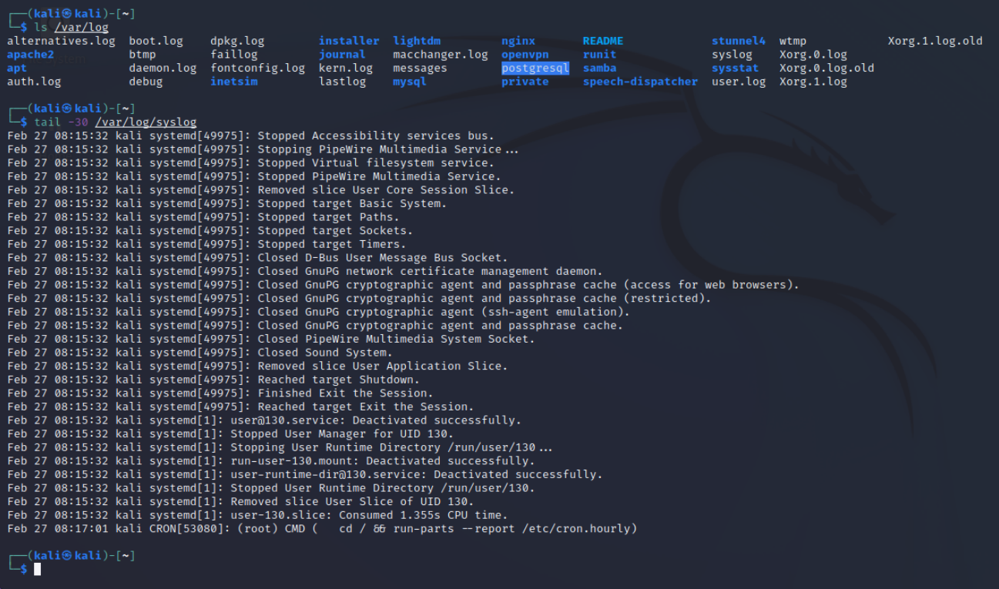 ┌──(kali㉿kali)-[~]
└─$ ls /var/log
alternatives.log  boot.log    dpkg.log        installer  lightdm         nginx       README             stunnel4  wtmp            Xorg.1.log.old
apache2           btmp        faillog         journal    macchanger.log  openvpn     runit              syslog    Xorg.0.log
apt               daemon.log  fontconfig.log  kern.log   messages        postgresql  samba              sysstat   Xorg.0.log.old
auth.log          debug       inetsim         lastlog    mysql           private     speech-dispatcher  user.log  Xorg.1.log
┌──(kali㉿kali)-[~]
└─$ tail -30 /var/log/syslog
Feb 27 08:15:32 kali systemd[49975]: Stopped Accessibility services bus.
Feb 27 08:15:32 kali systemd[49975]: Stopping PipeWire Multimedia Service...
Feb 27 08:15:32 kali systemd[49975]: Stopped Virtual filesystem service.
Feb 27 08:15:32 kali systemd[49975]: Stopped PipeWire Multimedia Service.
Feb 27 08:15:32 kali systemd[49975]: Removed slice User Core Session Slice.
Feb 27 08:15:32 kali systemd[49975]: Stopped target Basic System.
Feb 27 08:15:32 kali systemd[49975]: Stopped target Paths.
Feb 27 08:15:32 kali systemd[49975]: Stopped target Sockets.
Feb 27 08:15:32 kali systemd[49975]: Stopped target Timers.
Feb 27 08:15:32 kali systemd[49975]: Closed D-Bus User Message Bus Socket.
Feb 27 08:15:32 kali systemd[49975]: Closed GnuPG network certificate management daemon.
Feb 27 08:15:32 kali systemd[49975]: Closed GnuPG cryptographic agent and passphrase cache (access for web browsers).
Feb 27 08:15:32 kali systemd[49975]: Closed GnuPG cryptographic agent and passphrase cache (restricted).
Feb 27 08:15:32 kali systemd[49975]: Closed GnuPG cryptographic agent (ssh-agent emulation).
Feb 27 08:15:32 kali systemd[49975]: Closed GnuPG cryptographic agent and passphrase cache.
Feb 27 08:15:32 kali systemd[49975]: Closed PipeWire Multimedia System Socket.
Feb 27 08:15:32 kali systemd[49975]: Closed Sound System.
Feb 27 08:15:32 kali systemd[49975]: Removed slice User Application Slice.
Feb 27 08:15:32 kali systemd[49975]: Reached target Shutdown.
Feb 27 08:15:32 kali systemd[49975]: Finished Exit the Session.
Feb 27 08:15:32 kali systemd[49975]: Reached target Exit the Session.
Feb 27 08:15:32 kali systemd[1]: user@130.service: Deactivated successfully.
Feb 27 08:15:32 kali systemd[1]: Stopped User Manager for UID 130.
Feb 27 08:15:32 kali systemd[1]: Stopping User Runtime Directory /run/user/130...
Feb 27 08:15:32 kali systemd[1]: run-user-130.mount: Deactivated successfully.
Feb 27 08:15:32 kali systemd[1]: user-runtime-dir@130.service: Deactivated successfully.
Feb 27 08:15:32 kali systemd[1]: Stopped User Runtime Directory /run/user/130.
Feb 27 08:15:32 kali systemd[1]: Removed slice User Slice of UID 130.
Feb 27 08:15:32 kali systemd[1]: user-130.slice: Consumed 1.355s CPU time.
Feb 27 08:17:01 kali CRON[53080]: (root) CMD (   cd / && run-parts --report /etc/cron.hourly)
┌──(kali㉿kali)-[~]
└─$